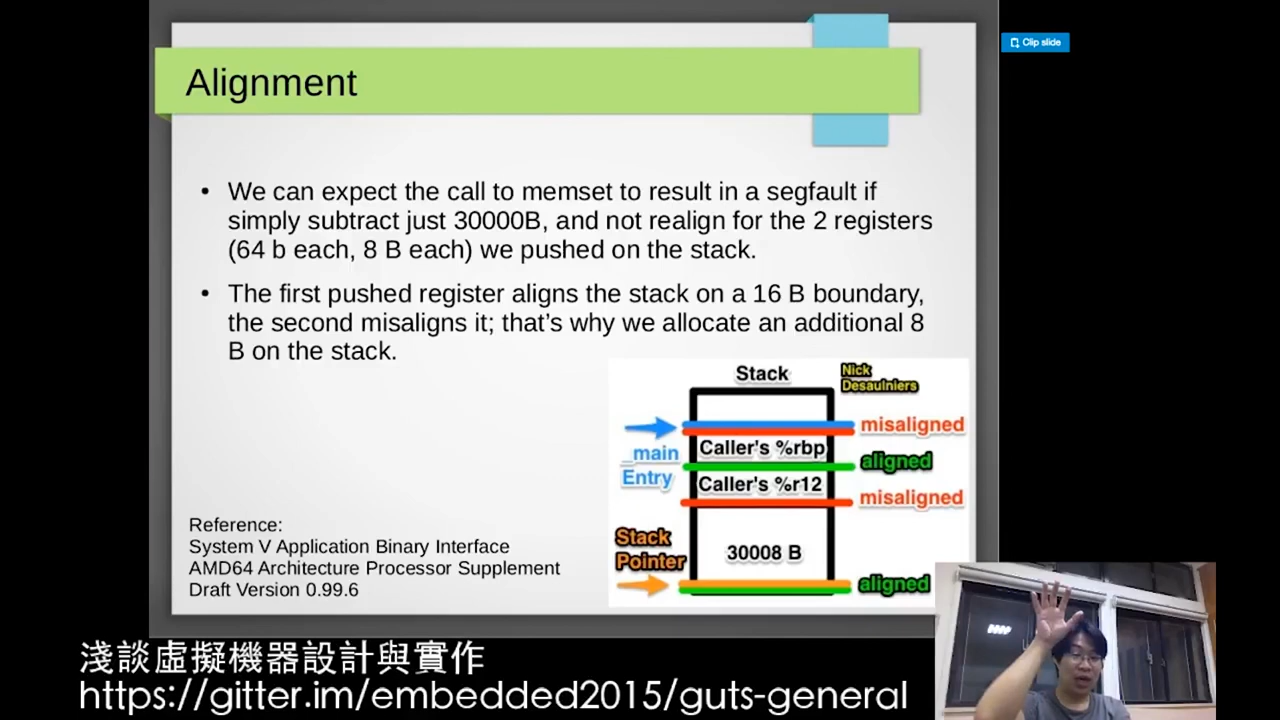 Clip slide
Alignment
• We can expect the call to memset to result in a segfault if
simply subtract just 30000B, and not realign for the 2 registers
(64 b each, 8 B each) we pushed on the stack.
• The first pushed register aligns the stack on a 16 B boundary,
the second misaligns it; that’s why we allocate an additional 8
B on the stack.
Stack
Nick
Desaulniers
misaligned
_main
Entry
Caller's %rbp
aligned
Caller's %r12
misaligned
Stack
Pointer
30008 B
aligned
Reference:
System V Application Binary Interface
AMD64 Architecture Processor Supplement
Draft Version 0.99.6
淺談虛擬機器設計與實作
https://gitter.im/embedded2015/guts-general